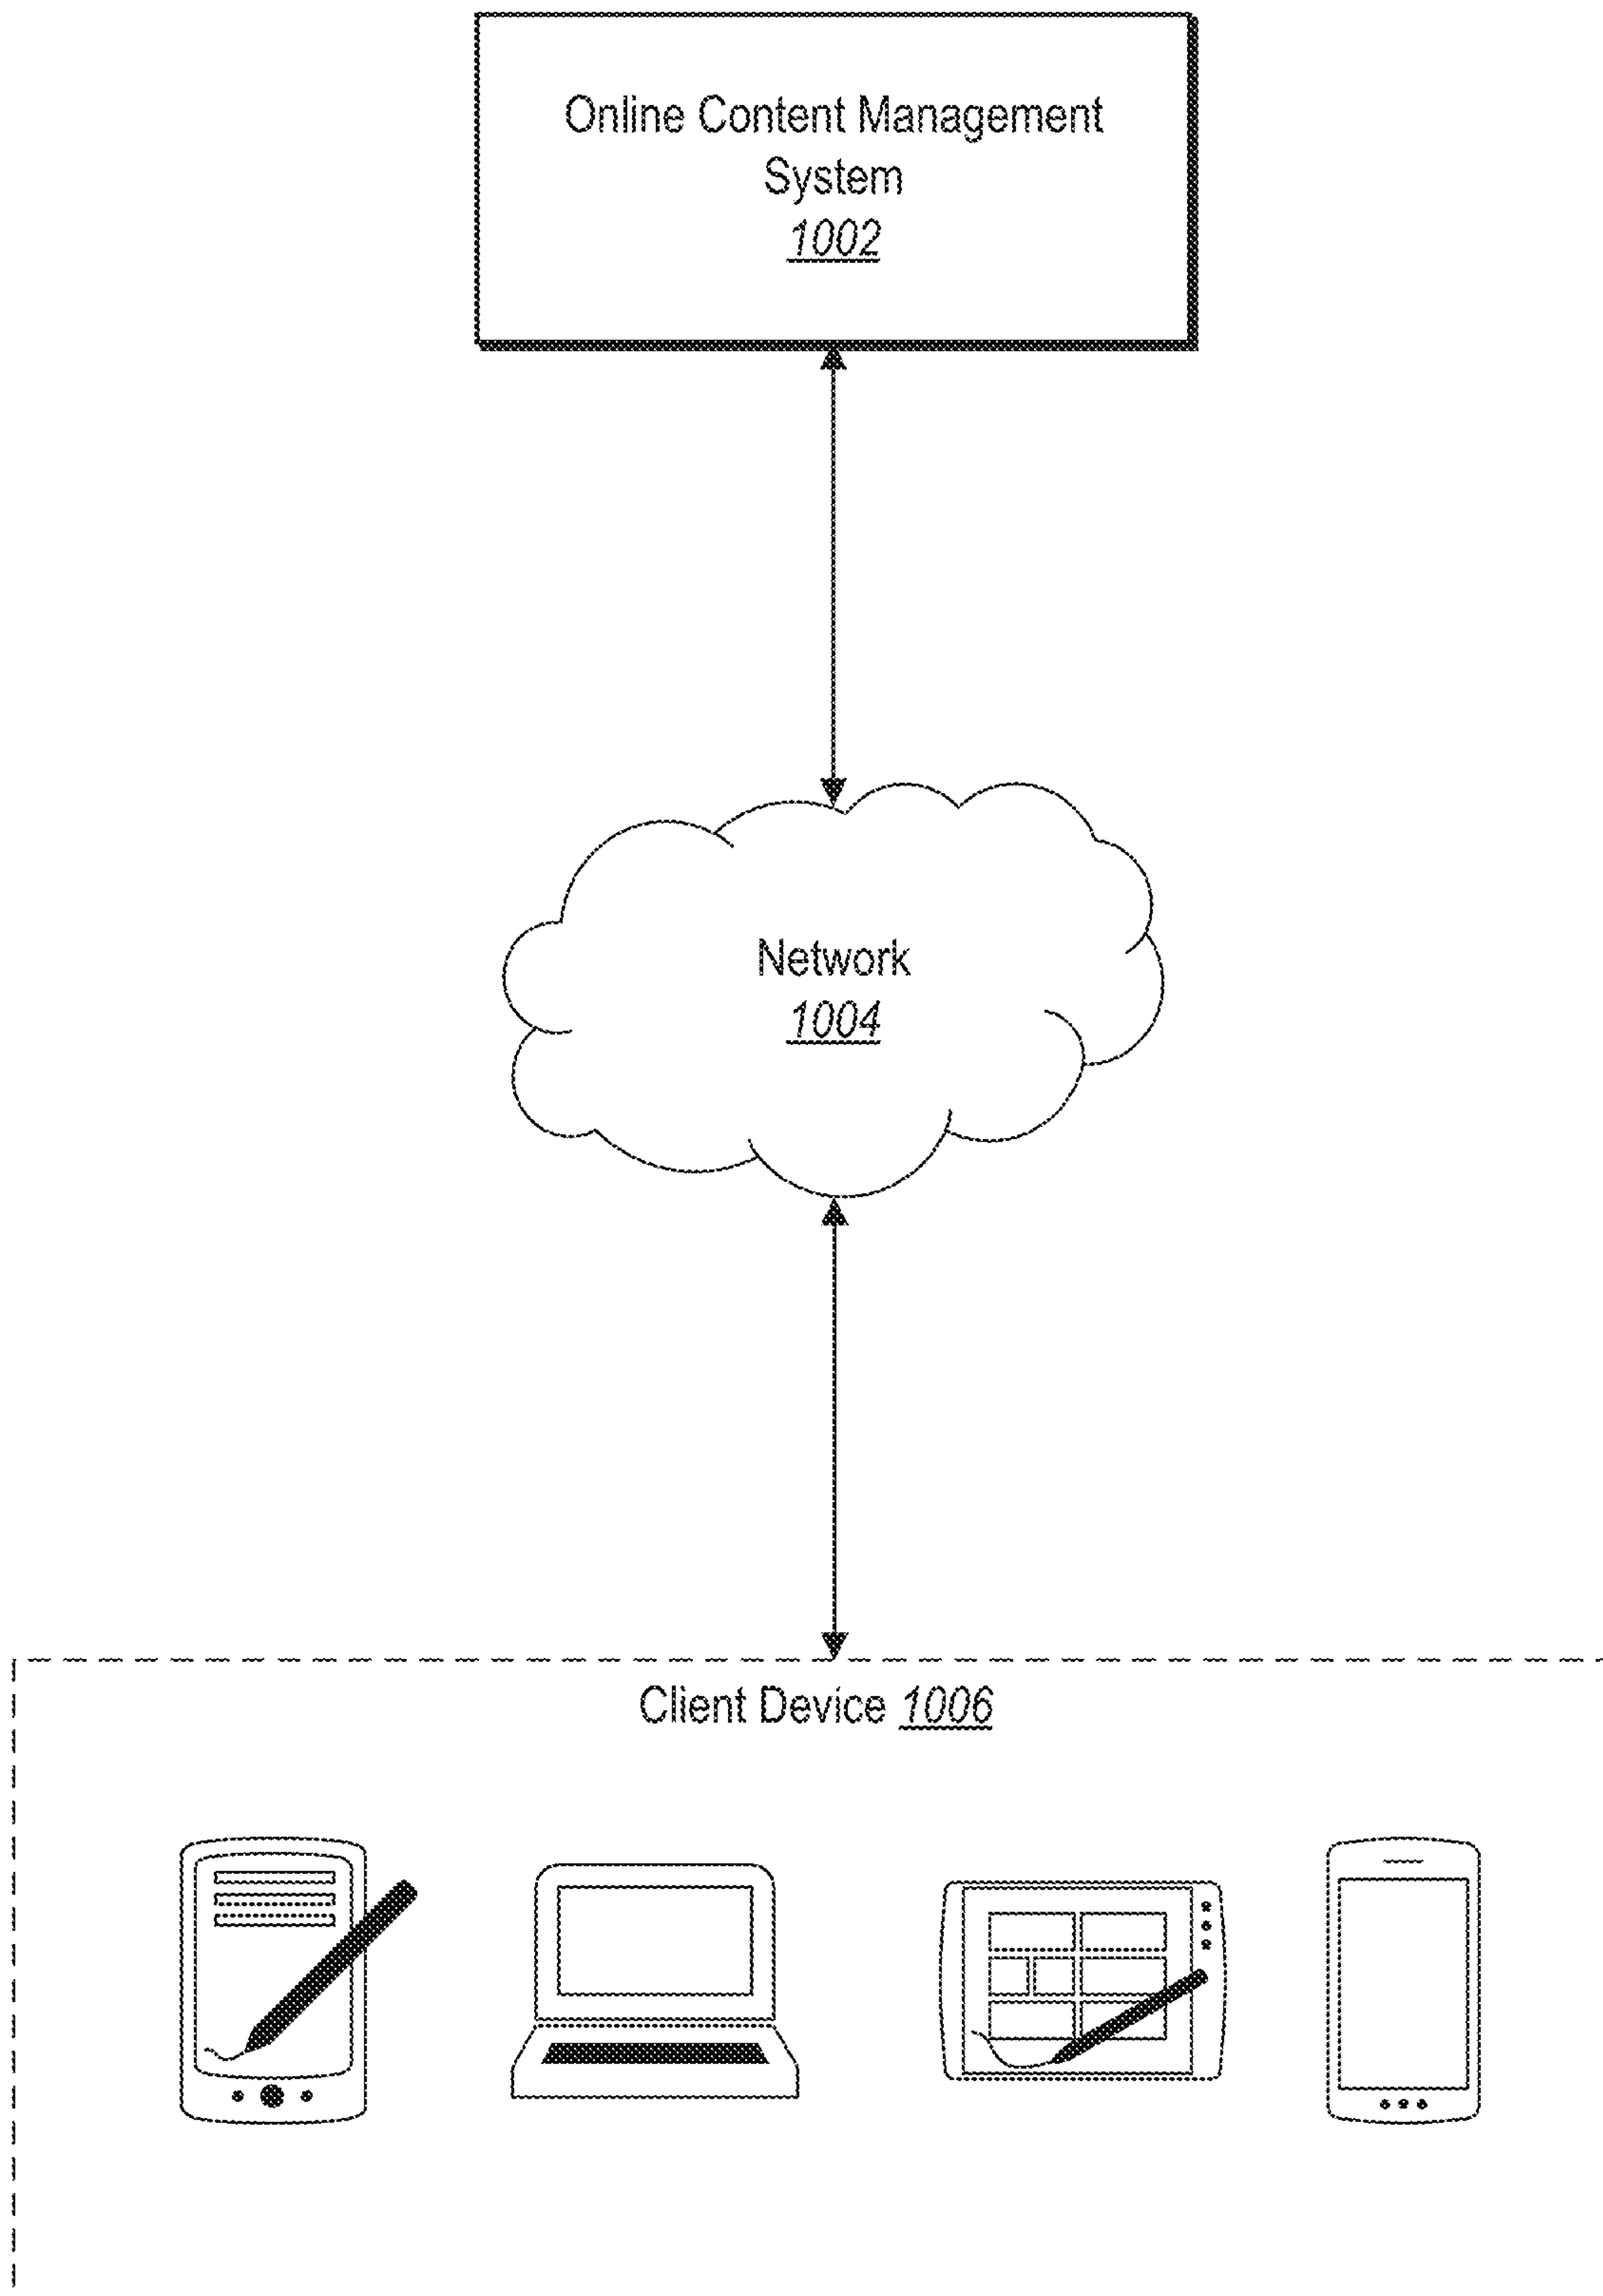 Online Content Management
System
1002
Network
1004
Client Device 1006